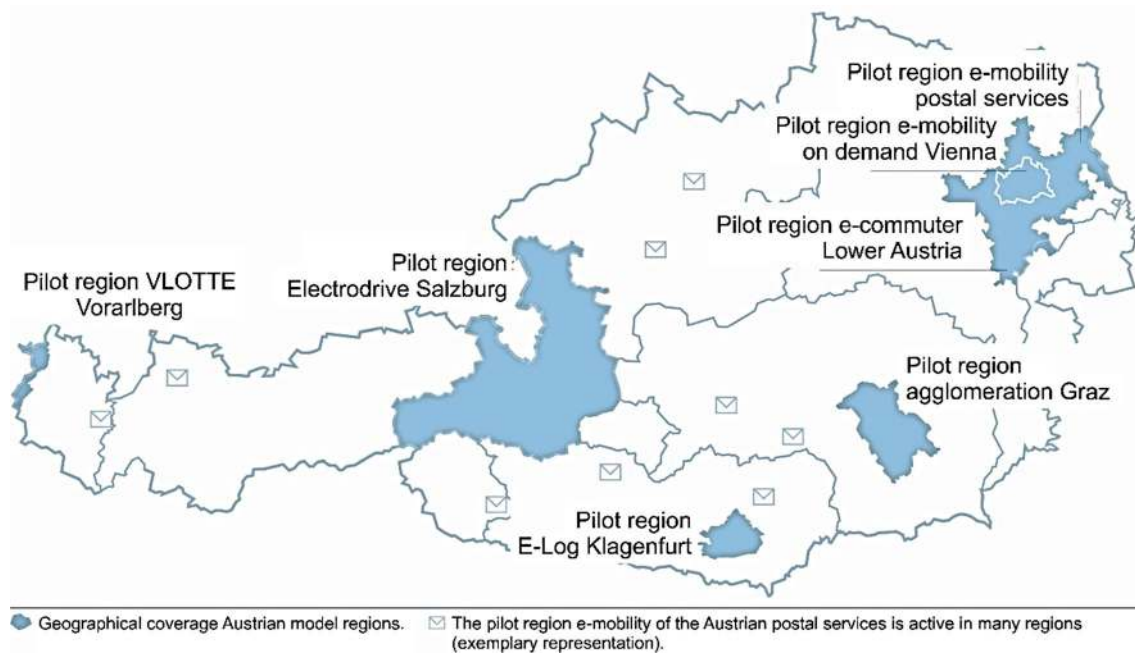 Pilot region e-mobility
postal services
Pilot region e-mobility
on demand Vienna
Pilot region e-commuter
Lower Austria
Pilot region
Electrodrive Salzburg
Pilot region VLOTTE
Vorarlberg
Pilot region
agglomeration Graz
Pilot region
E-Log Klagenfurt
Geographical coverage Austrian model regions.
The pilot region e-mobility of the Austrian postal services is active in many regions
(exemplary representation).